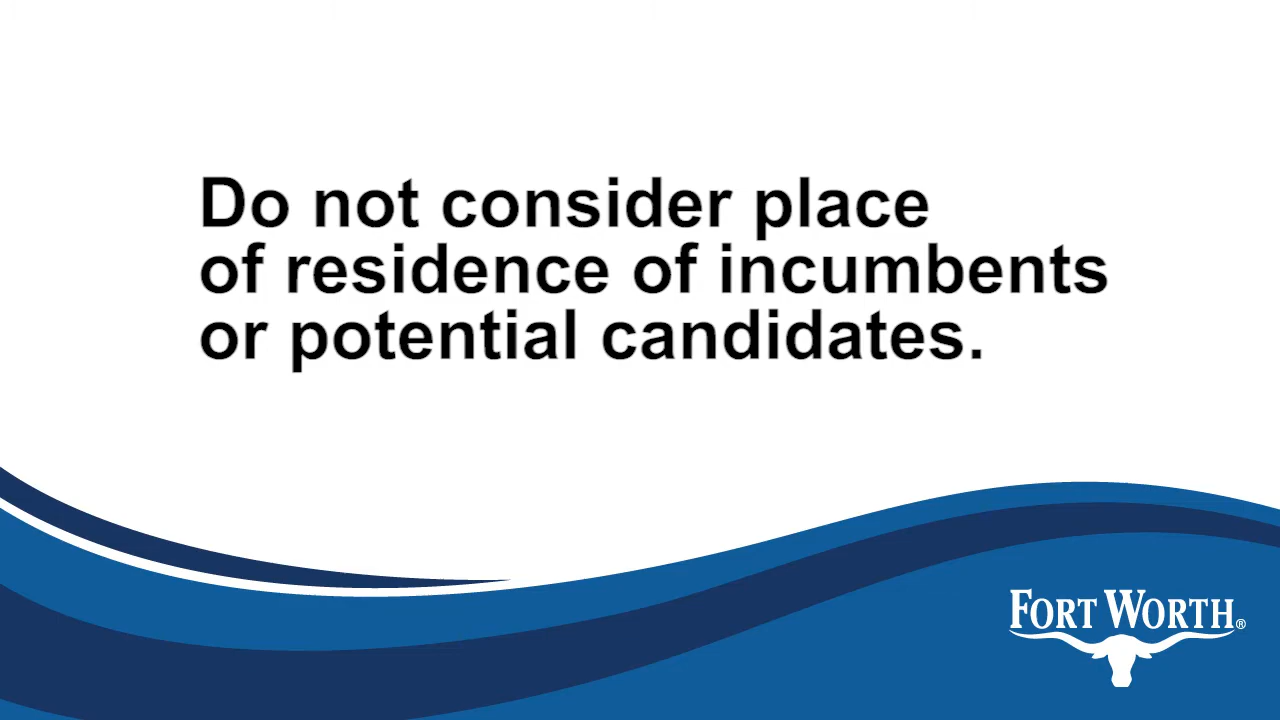 Do not consider place
of residence of incumbents
or potential candidates.
FORT WORTH®